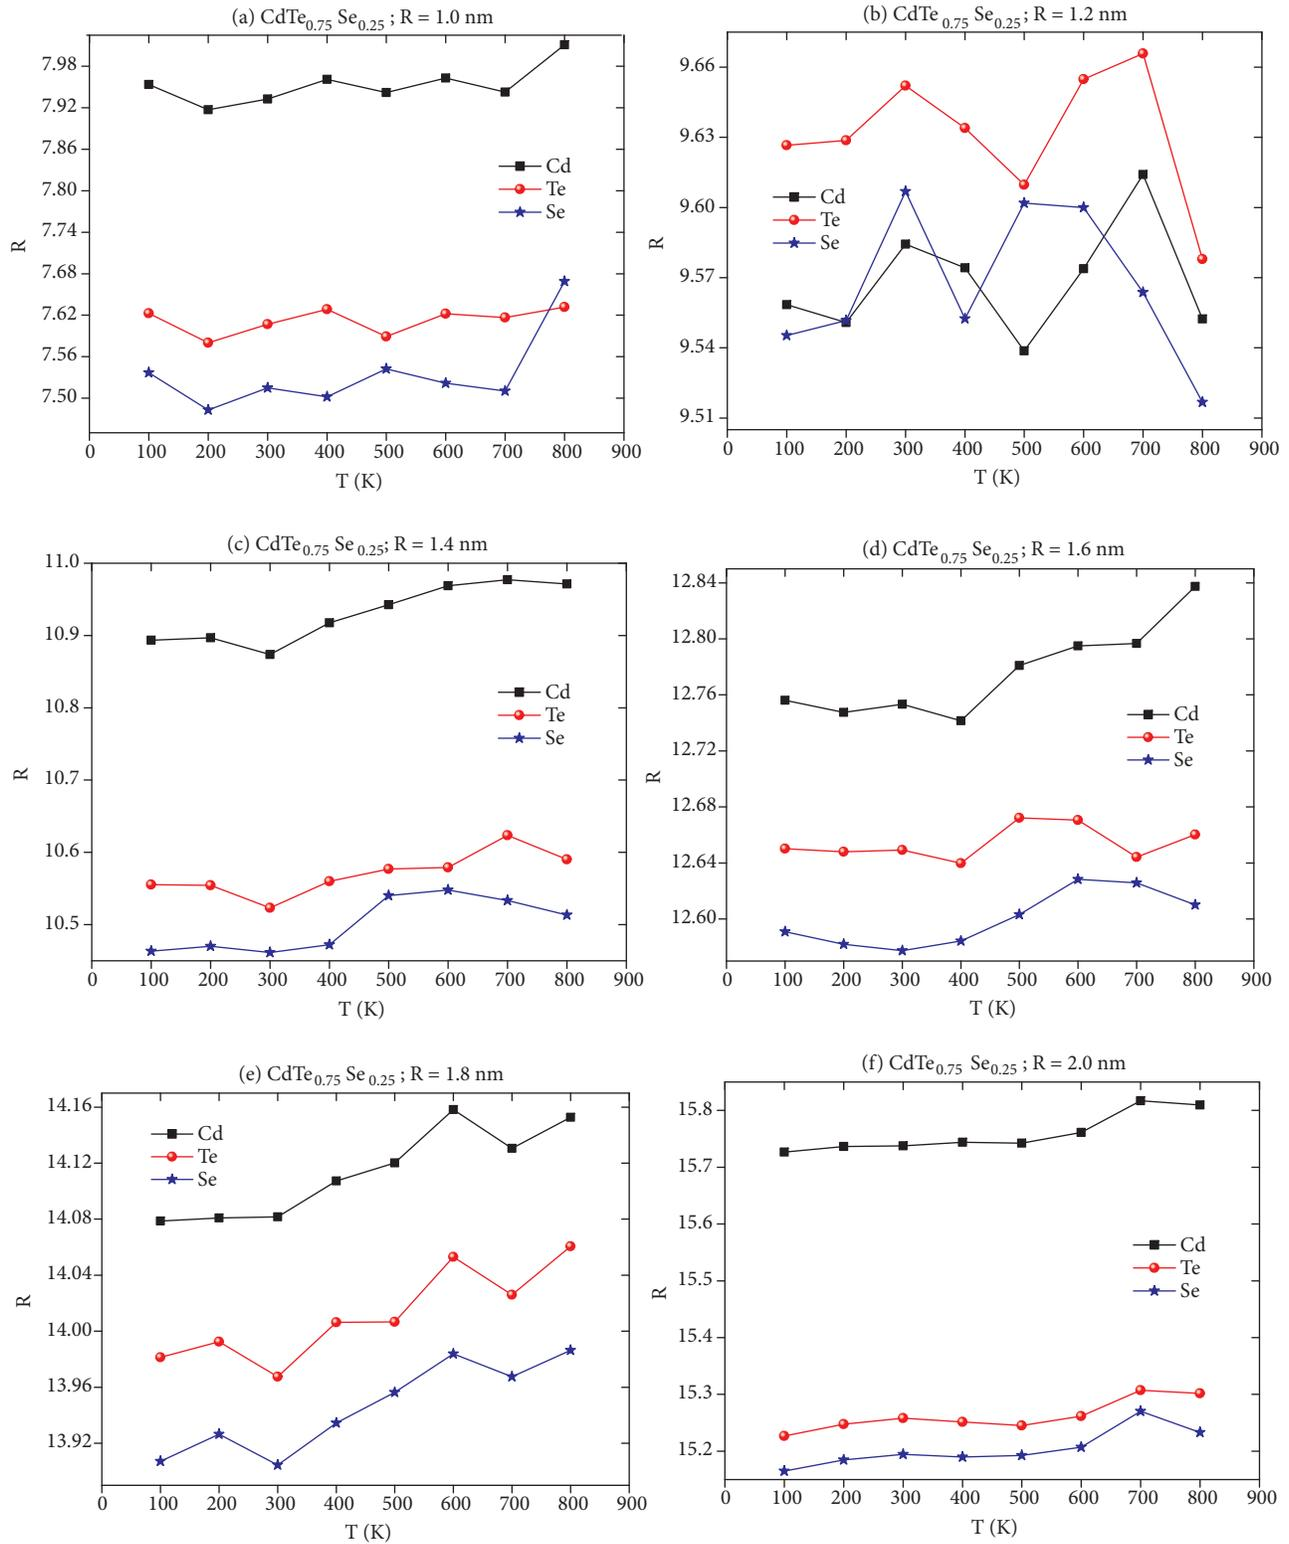 (a) CdTe0.75 Se0.25 ; R = 1.0 nm
7.98
7.92
7.86
7.80
7.74
7.68
7.62
7.56
7.50
R
Cd
Te
Se
0 100 200 300 400 500 600 700 800 900
T (K)
(b) CdTe0.75 Se0.25 ; R = 1.2 nm
9.66
9.63
9.60
9.57
9.54
9.51
R
Cd
Te
Se
0 100 200 300 400 500 600 700 800 900
T (K)
(c) CdTe0.75 Se0.25; R = 1.4 nm
11.0
10.9
10.8
10.7
10.6
10.5
R
Cd
Te
Se
0 100 200 300 400 500 600 700 800 900
T (K)
(d) CdTe0.75 Se0.25 ; R = 1.6 nm
12.84
12.80
12.76
12.72
12.68
12.64
12.60
R
Cd
Te
Se
0 100 200 300 400 500 600 700 800 900
T (K)
(e) CdTe0.75 Se0.25 ; R = 1.8 nm
14.16
14.12
14.08
14.04
14.00
13.96
13.92
R
Cd
Te
Se
0 100 200 300 400 500 600 700 800 900
T (K)
(f) CdTe0.75 Se0.25 ; R = 2.0 nm
15.8
15.7
15.6
15.5
15.4
15.3
15.2
R
Cd
Te
Se
0 100 200 300 400 500 600 700 800 900
T (K)